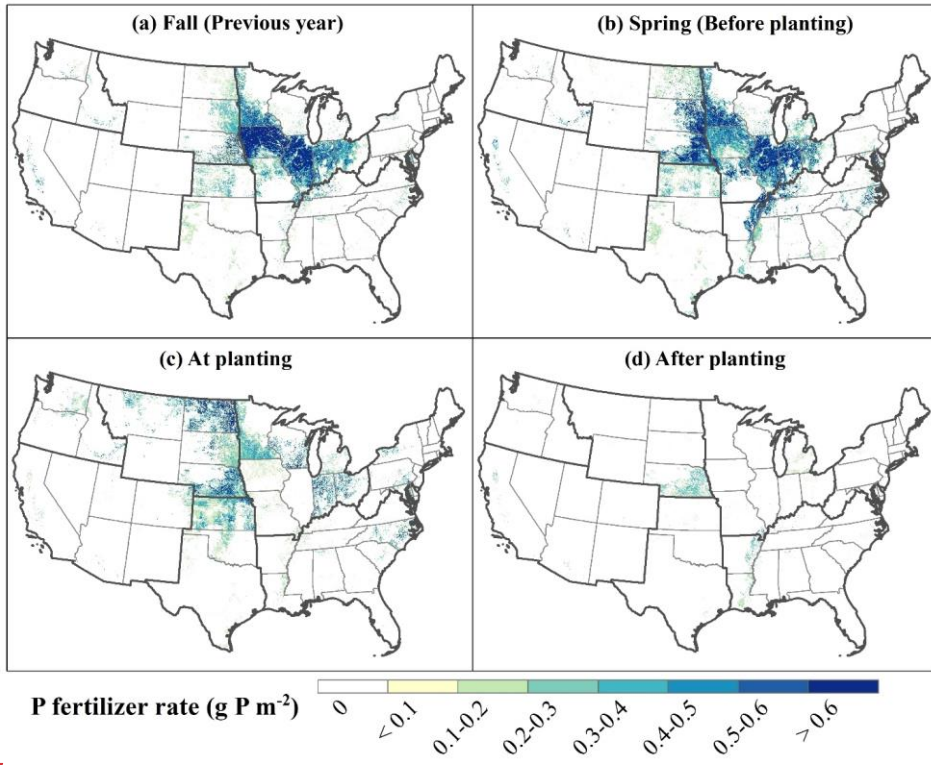 (a) Fall (Previous year)
(b) Spring (Before planting)
(c) At planting
(d) After planting
P fertilizer rate (g P m⁻²)
0
< 0.1
0.1-0.2
0.2-0.3
0.3-0.4
0.4-0.5
0.5-0.6
> 0.6